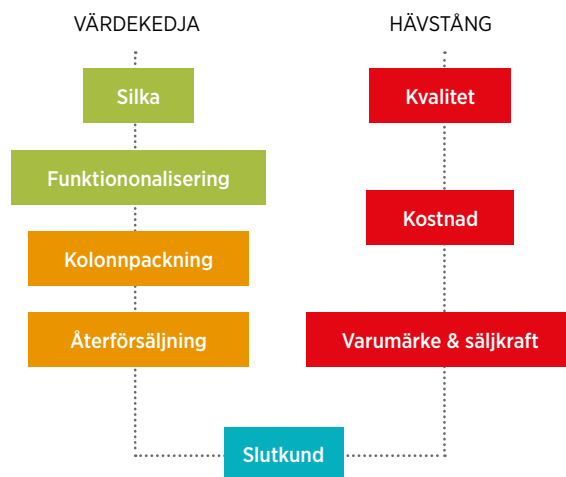 VÄRDEKEDJA
Silka
Funktiononalisering
Kolonnpackning
Återförsäljning
HÄVSTÅNG
Kvalitet
Kostnad
Varumärke & säljkraft
Slutkund